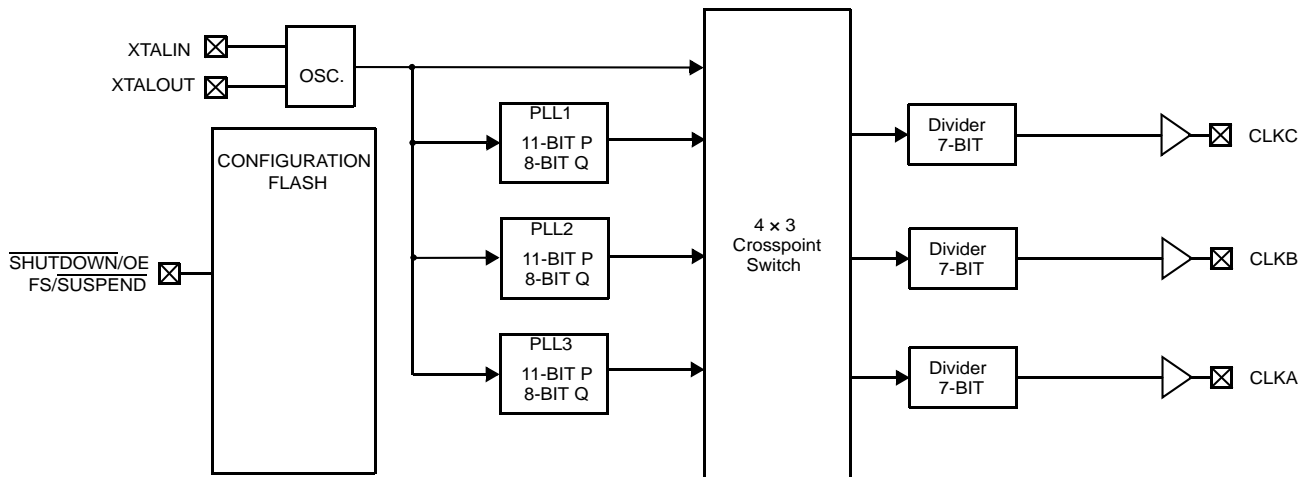 XTALIN
XTALOUT
OSC.
CONFIGURATION
FLASH
SHUTDOWN/OE
FS/SUSPEND
PLL1
11-BIT P
8-BIT Q
PLL2
11-BIT P
8-BIT Q
PLL3
11-BIT P
8-BIT Q
4 × 3
Crosspoint
Switch
Divider
7-BIT
CLKC
Divider
7-BIT
CLKB
Divider
7-BIT
CLKA